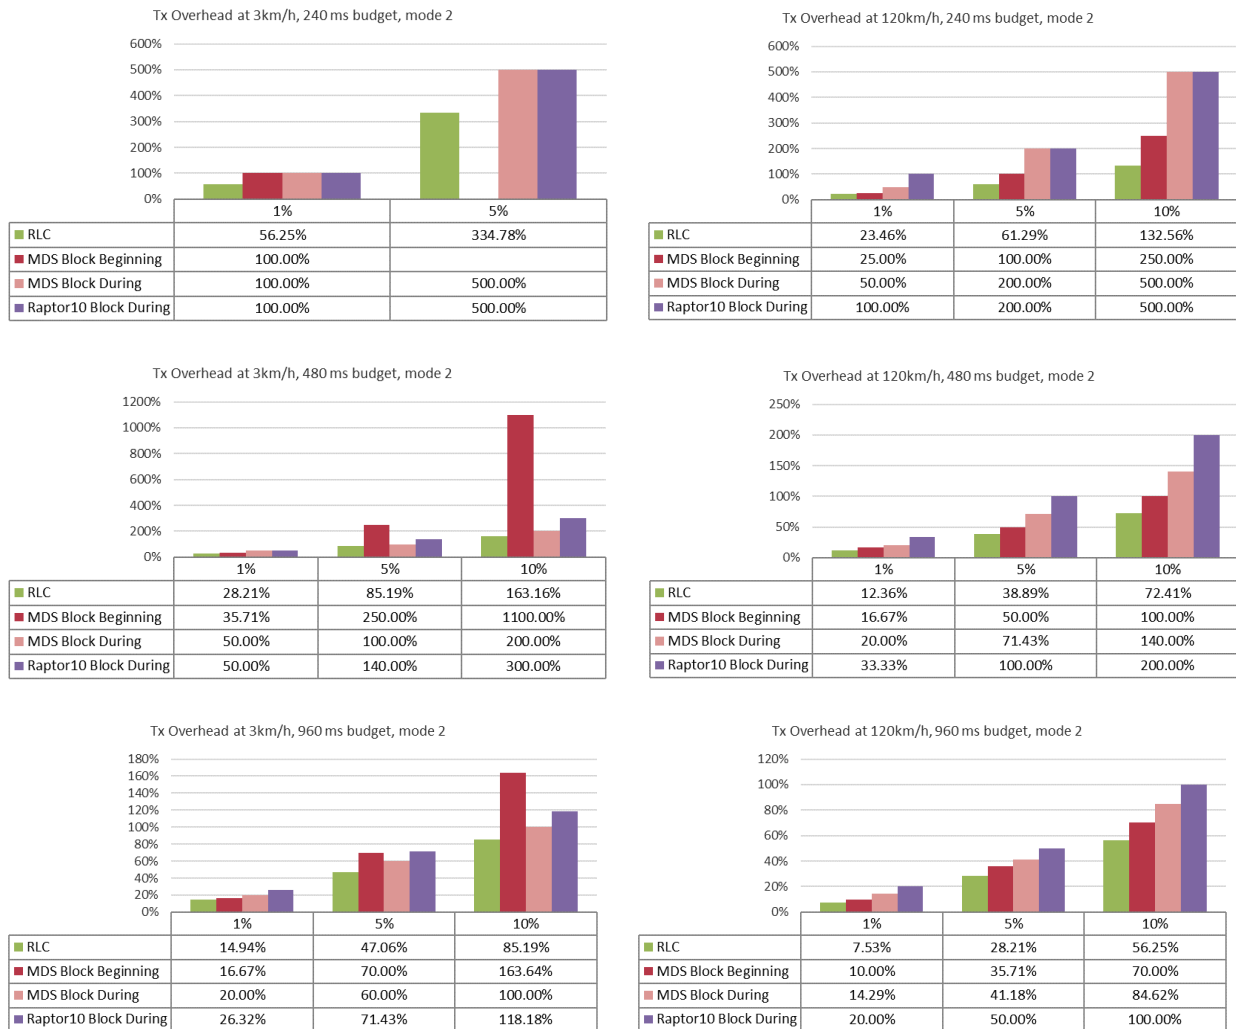 Tx Overhead at 3km/h, 240 ms budget, mode 2
600%
500%
400%
300%
200%
100%
0%
1% 5%
RLC 56.25% 334.78%
MDS Block Beginning 100.00%
MDS Block During 100.00% 500.00%
Raptor10 Block During 100.00% 500.00%
Tx Overhead at 120km/h, 240 ms budget, mode 2
600%
500%
400%
300%
200%
100%
0%
1% 5% 10%
RLC 23.46% 61.29% 132.56%
MDS Block Beginning 25.00% 100.00% 250.00%
MDS Block During 50.00% 200.00% 500.00%
Raptor10 Block During 100.00% 200.00% 500.00%
Tx Overhead at 3km/h, 480 ms budget, mode 2
1200%
1000%
800%
600%
400%
200%
0%
1% 5% 10%
RLC 28.21% 85.19% 163.16%
MDS Block Beginning 35.71% 250.00% 1100.00%
MDS Block During 50.00% 100.00% 200.00%
Raptor10 Block During 50.00% 140.00% 300.00%
Tx Overhead at 120km/h, 480 ms budget, mode 2
250%
200%
150%
100%
50%
0%
1% 5% 10%
RLC 12.36% 38.89% 72.41%
MDS Block Beginning 16.67% 50.00% 100.00%
MDS Block During 20.00% 71.43% 140.00%
Raptor10 Block During 33.33% 100.00% 200.00%
Tx Overhead at 3km/h, 960 ms budget, mode 2
180%
160%
140%
120%
100%
80%
60%
40%
20%
0%
1% 5% 10%
RLC 14.94% 47.06% 85.19%
MDS Block Beginning 16.67% 70.00% 163.64%
MDS Block During 20.00% 60.00% 100.00%
Raptor10 Block During 26.32% 71.43% 118.18%
Tx Overhead at 120km/h, 960 ms budget, mode 2
120%
100%
80%
60%
40%
20%
0%
1% 5% 10%
RLC 7.53% 28.21% 56.25%
MDS Block Beginning 10.00% 35.71% 70.00%
MDS Block During 14.29% 41.18% 84.62%
Raptor10 Block During 20.00% 50.00% 100.00%